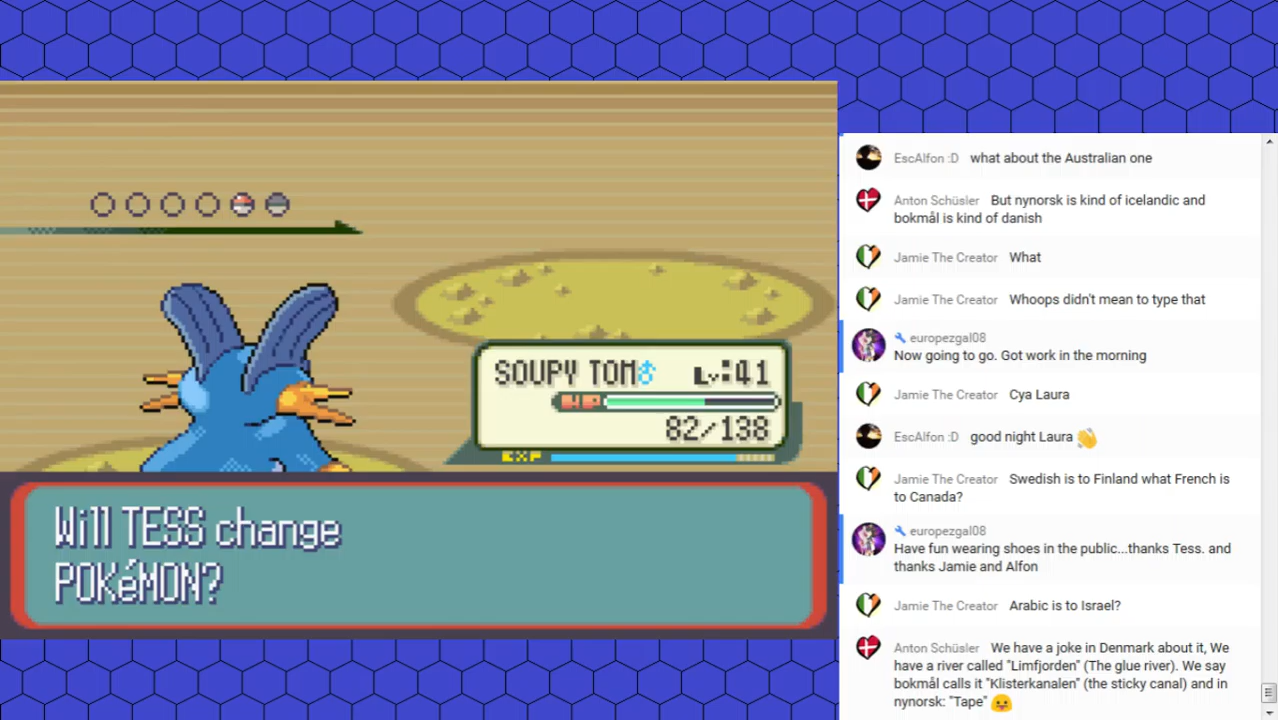 SOUPY TOM♂ Lv:41
HP
82/138
EXP
Will TESS change
POKéMON?
EscAlfon :D what about the Australian one
Anton Schüsler But nynorsk is kind of icelandic and
bokmål is kind of danish
Jamie The Creator What
Jamie The Creator Whoops didn't mean to type that
europezgal08
Now going to go. Got work in the morning
Jamie The Creator Cya Laura
EscAlfon :D good night Laura 👋
Jamie The Creator Swedish is to Finland what French is
to Canada?
europezgal08
Have fun wearing shoes in the public...thanks Tess. and
thanks Jamie and Alfon
Jamie The Creator Arabic is to Israel?
Anton Schüsler We have a joke in Denmark about it, We
have a river called "Limfjorden" (The glue river). We say
bokmål calls it "Klisterkanalen" (the sticky canal) and in
nynorsk: "Tape" 😛